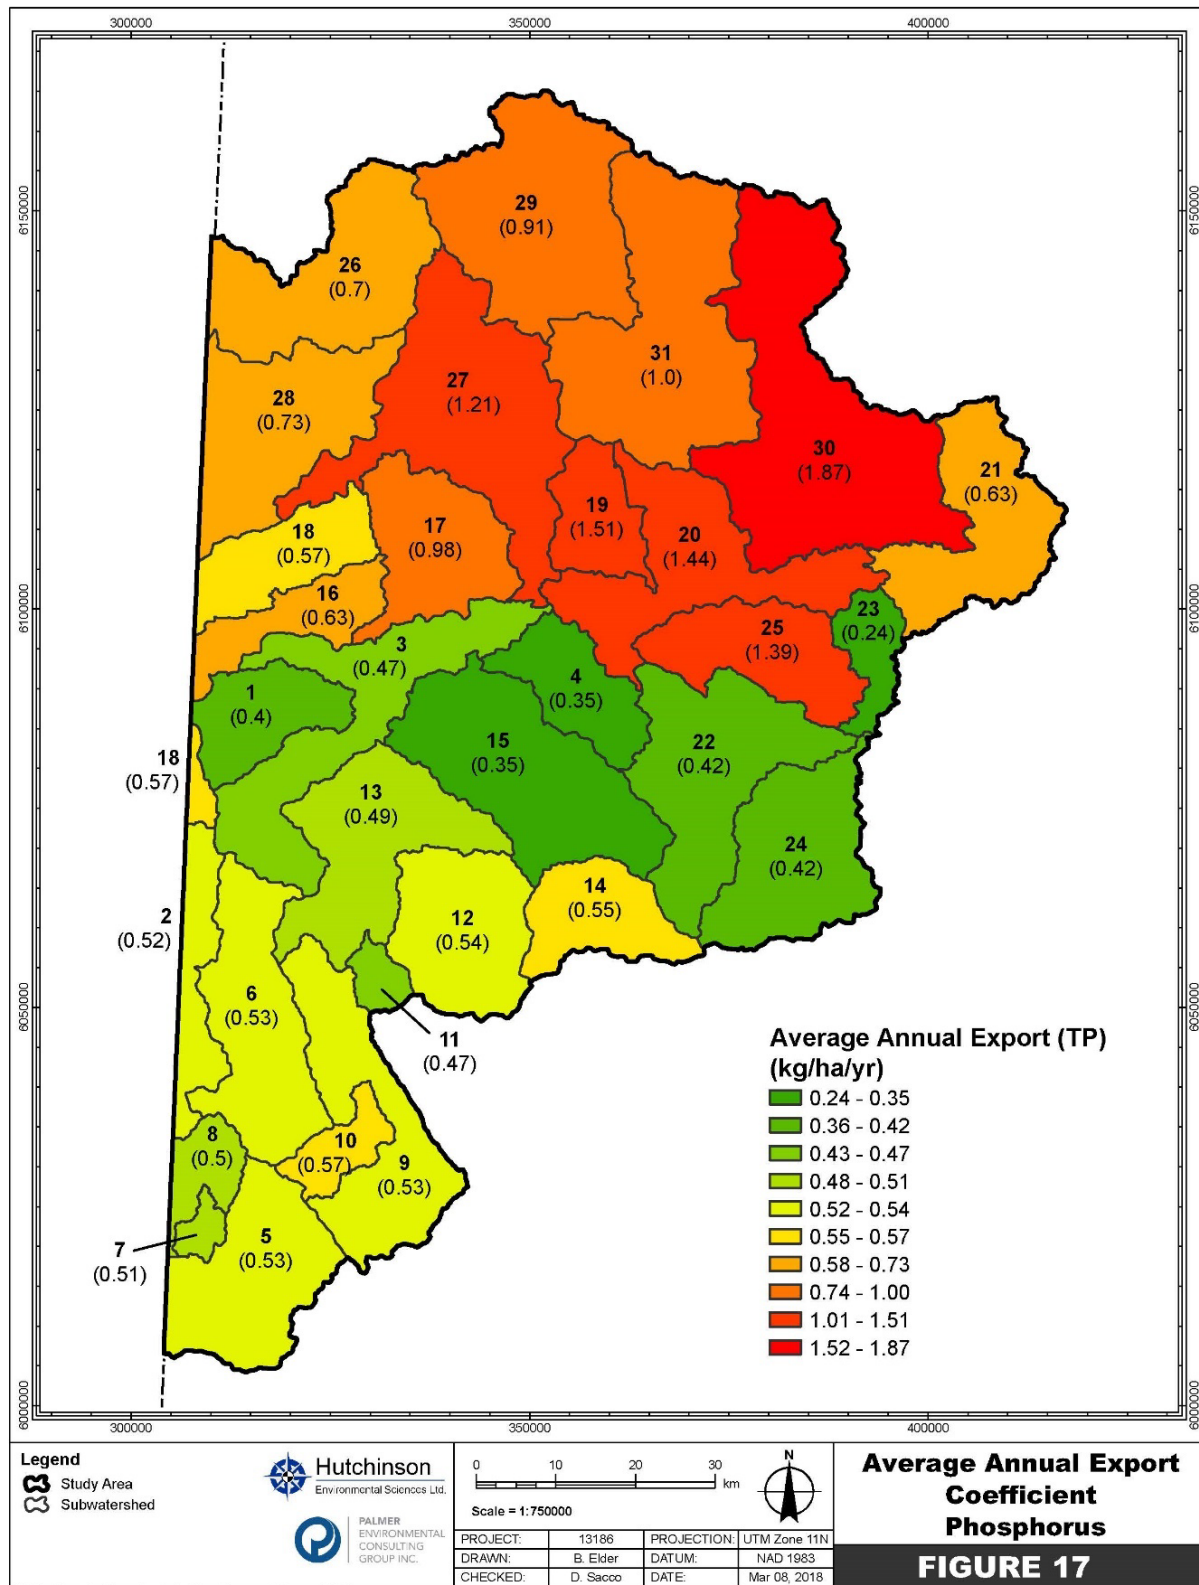 300000
350000
400000
6150000
6150000
29
(0.91)
26
(0.7)
31
(1.0)
27
(1.21)
28
(0.73)
30
(1.87)
21
(0.63)
19
(1.51)
20
(1.44)
17
(0.98)
18
(0.57)
16
(0.63)
6100000
6100000
23
(0.24)
25
(1.39)
3
(0.47)
4
(0.35)
1
(0.4)
15
(0.35)
22
(0.42)
18
(0.57)
13
(0.49)
24
(0.42)
14
(0.55)
12
(0.54)
2
(0.52)
6
(0.53)
6050000
6050000
11
(0.47)
8
(0.5)
10
(0.57)
9
(0.53)
7
(0.51)
5
(0.53)
Average Annual Export (TP)
(kg/ha/yr)
0.24 - 0.35
0.36 - 0.42
0.43 - 0.47
0.48 - 0.51
0.52 - 0.54
0.55 - 0.57
0.58 - 0.73
0.74 - 1.00
1.01 - 1.51
1.52 - 1.87
6000000
6000000
300000
350000
400000
Legend
Study Area
Subwatershed
Hutchinson
Environmental Sciences Ltd.
PALMER
ENVIRONMENTAL
CONSULTING
GROUP INC.
0 10 20 30
km
Scale = 1:750000
N
PROJECT: 13186 PROJECTION: UTM Zone 11N
DRAWN: B. Elder DATUM: NAD 1983
CHECKED: D. Sacco DATE: Mar 08, 2018
Average Annual Export
Coefficient
Phosphorus
FIGURE 17